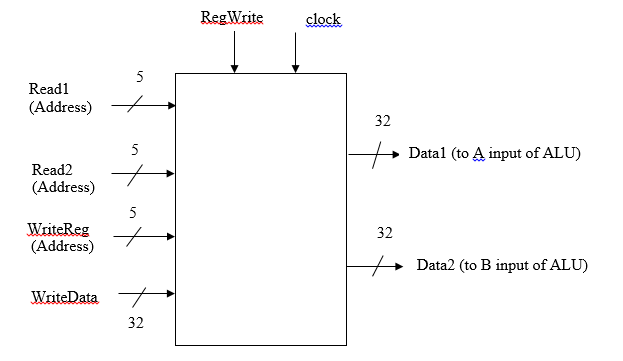 RegWrite
clock
5
Read1
(Address)
32
Data1 (to A input of ALU)
5
Read2
(Address)
5
WriteReg
(Address)
32
Data2 (to B input of ALU)
WriteData
32